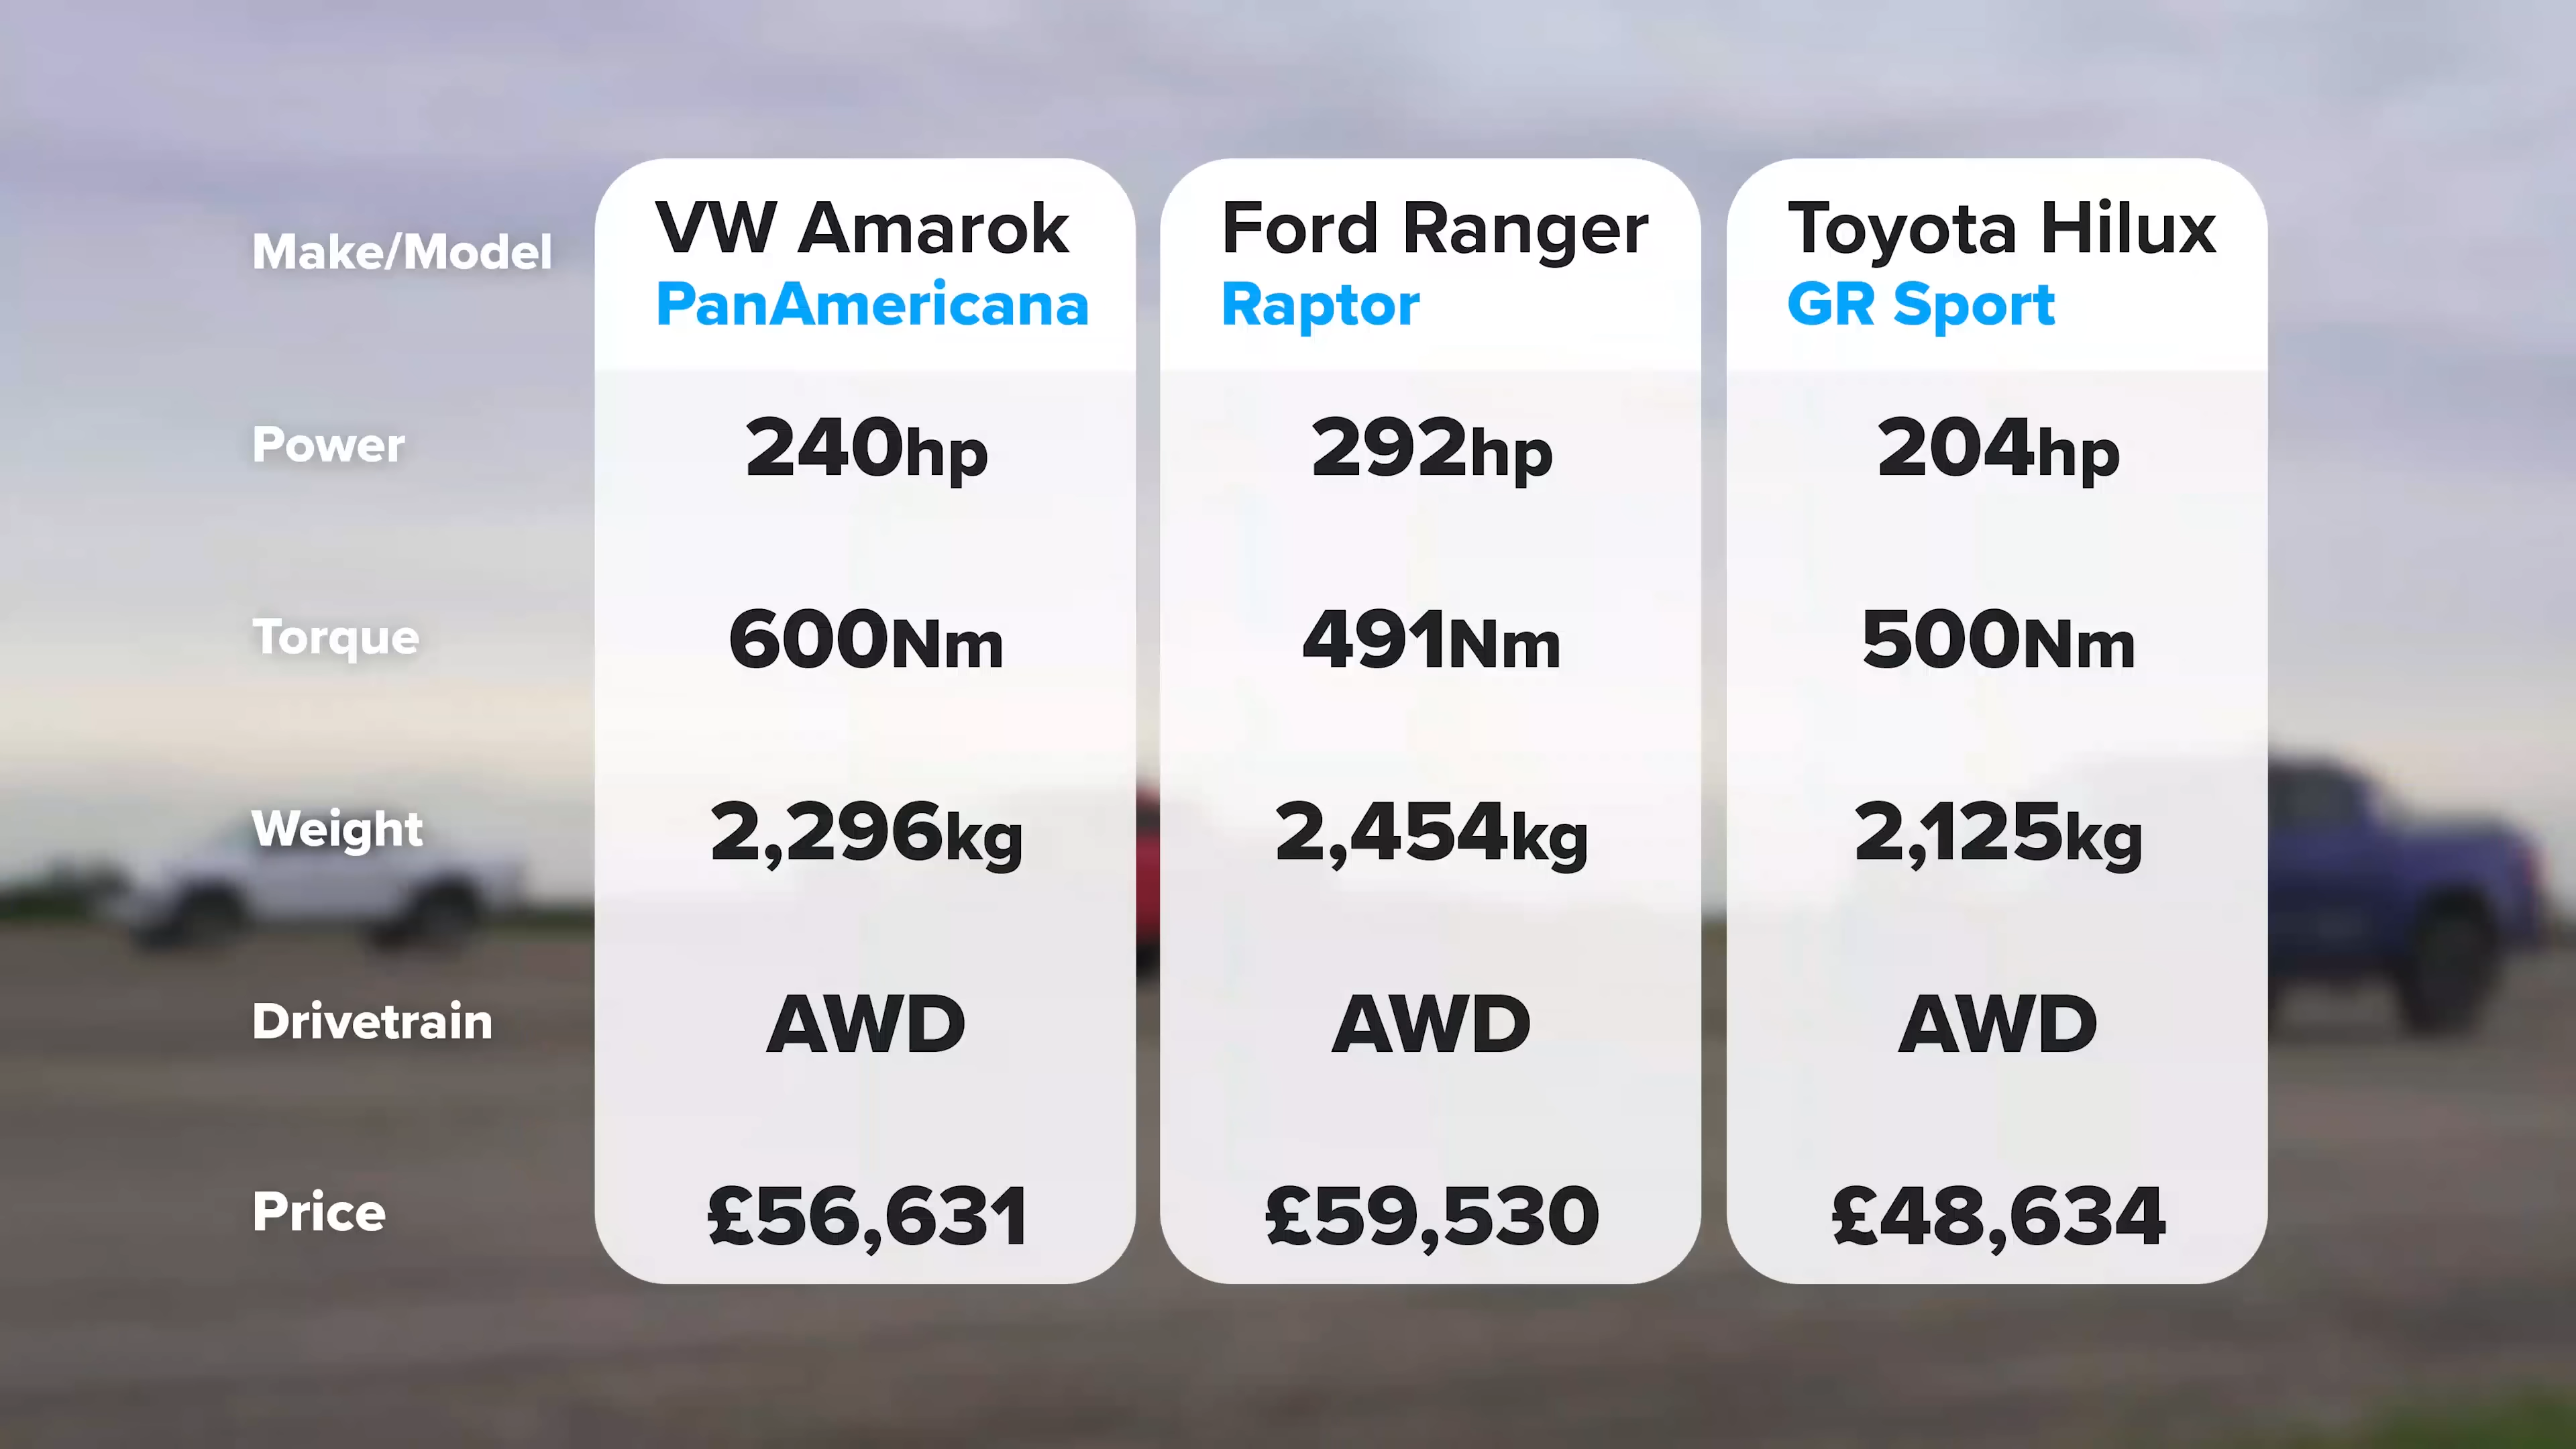 Make/Model
VW Amarok
PanAmericana
Ford Ranger
Raptor
Toyota Hilux
GR Sport
Power
240hp
292hp
204hp
Torque
600Nm
491Nm
500Nm
Weight
2,296kg
2,454kg
2,125kg
Drivetrain
AWD
AWD
AWD
Price
£56,631
£59,530
£48,634